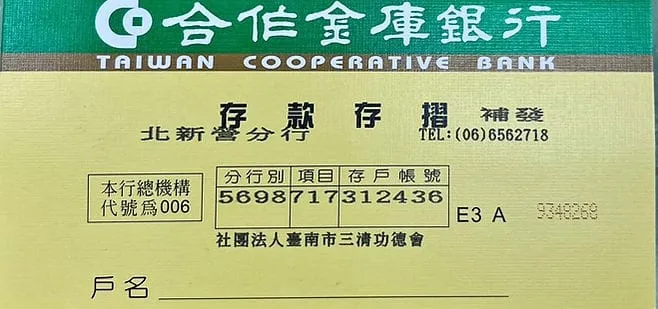 合作金庫銀行
TAIWAN COOPERATIVE BANK
存款存摺 補發
北新營分行 TEL:(06)6562718
本行總機構
代號為006
分行別 項目 存戶帳號
5698 717 312436
E3 A 9348268
社團法人臺南市三清功德會
戶名